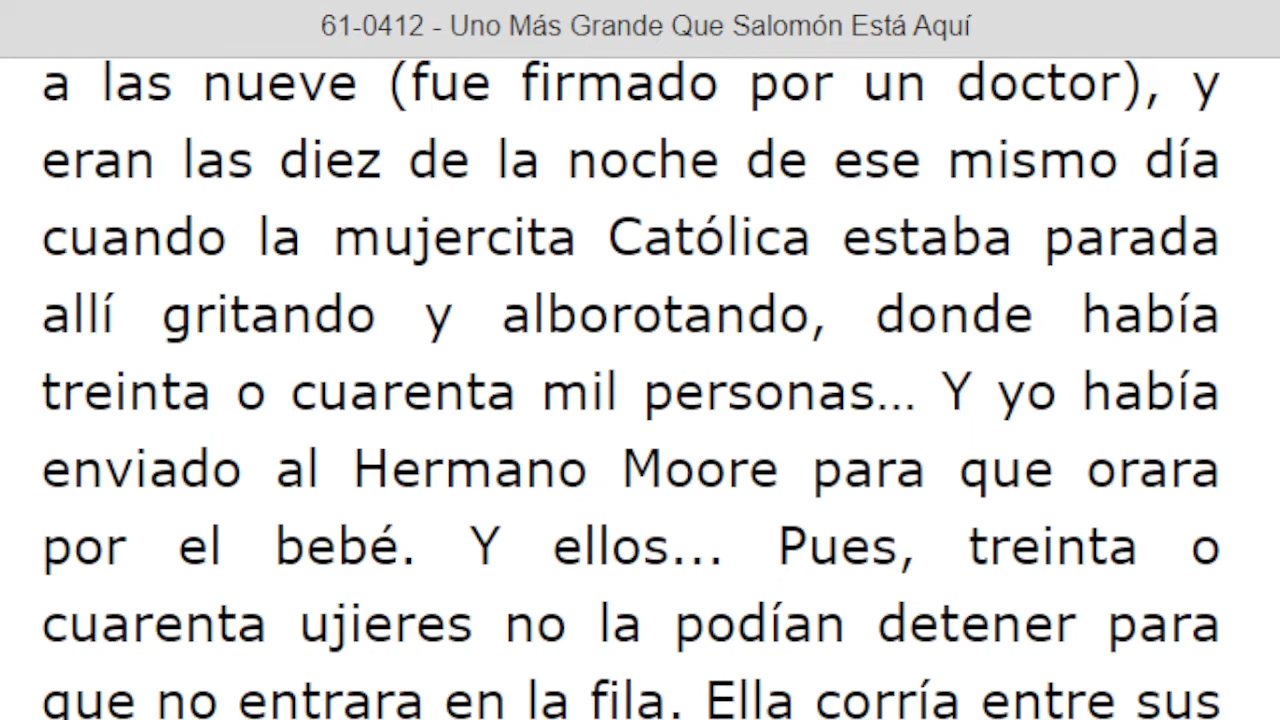 61-0412 - Uno Más Grande Que Salomón Está Aquí
a las nueve (fue firmado por un doctor), y
eran las diez de la noche de ese mismo día
cuando la mujercita Católica estaba parada
allí gritando y alborotando, donde había
treinta o cuarenta mil personas... Y yo había
enviado al Hermano Moore para que orara
por el bebé. Y ellos... Pues, treinta o
cuarenta ujieres no la podían detener para
que no entrara en la fila. Ella corría entre sus